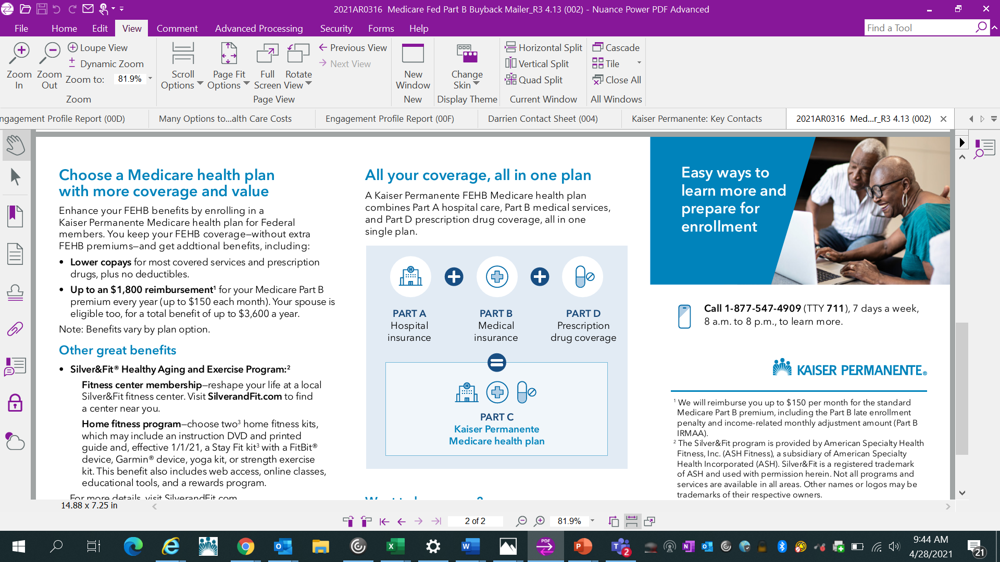 2021AR0316 Medicare Fed Part B Buyback Mailer_R3 4.13 (002) - Nuance Power PDF Advanced
File Home Edit View Comment Advanced Processing Security Forms Help
Find a Tool
Zoom In
Zoom Out
Loupe View
Dynamic Zoom
Zoom to: 81.9%
Zoom
Scroll Options
Page Fit Options
Full Screen
Rotate View
Previous View
Next View
Page View
New Window
New
Change Skin
Display Theme
Horizontal Split
Vertical Split
Quad Split
Current Window
Cascade
Tile
Close All
All Windows
ngagement Profile Report (00D)
Many Options to...alth Care Costs
Engagement Profile Report (00F)
Darrien Contact Sheet (004)
Kaiser Permanente: Key Contacts
2021AR0316 Med...r_R3 4.13 (002)
Choose a Medicare health plan
with more coverage and value
Enhance your FEHB benefits by enrolling in a
Kaiser Permanente Medicare health plan for Federal
members. You keep your FEHB coverage—without extra
FEHB premiums—and get addtional benefits, including:
• Lower copays for most covered services and prescription
drugs, plus no deductibles.
• Up to an $1,800 reimbursement¹ for your Medicare Part B
premium every year (up to $150 each month). Your spouse is
eligible too, for a total benefit of up to $3,600 a year.
Note: Benefits vary by plan option.
Other great benefits
• Silver&Fit® Healthy Aging and Exercise Program:²
Fitness center membership—reshape your life at a local
Silver&Fit fitness center. Visit SilverandFit.com to find
a center near you.
Home fitness program—choose two³ home fitness kits,
which may include an instruction DVD and printed
guide and, effective 1/1/21, a Stay Fit kit³ with a FitBit®
device, Garmin® device, yoga kit, or strength exercise
kit. This benefit also includes web access, online classes,
educational tools, and a rewards program.
For more details, visit SilverandFit.com
All your coverage, all in one plan
A Kaiser Permanente FEHB Medicare health plan
combines Part A hospital care, Part B medical services,
and Part D prescription drug coverage, all in one
single plan.
PART A
Hospital
insurance
PART B
Medical
insurance
PART D
Prescription
drug coverage
PART C
Kaiser Permanente
Medicare health plan
Easy ways to
learn more and
prepare for
enrollment
Call 1-877-547-4909 (TTY 711), 7 days a week,
8 a.m. to 8 p.m., to learn more.
KAISER PERMANENTE®
¹ We will reimburse you up to $150 per month for the standard
Medicare Part B premium, including the Part B late enrollment
penalty and income-related monthly adjustment amount (Part B
IRMAA).
² The Silver&Fit program is provided by American Specialty Health
Fitness, Inc. (ASH Fitness), a subsidiary of American Specialty
Health Incorporated (ASH). Silver&Fit is a registered trademark
of ASH and used with permission herein. Not all programs and
services are available in all areas. Other names or logos may be
trademarks of their respective owners.
14.88 x 7.25 in
2 of 2
81.9%
9:44 AM
4/28/2021
21
2